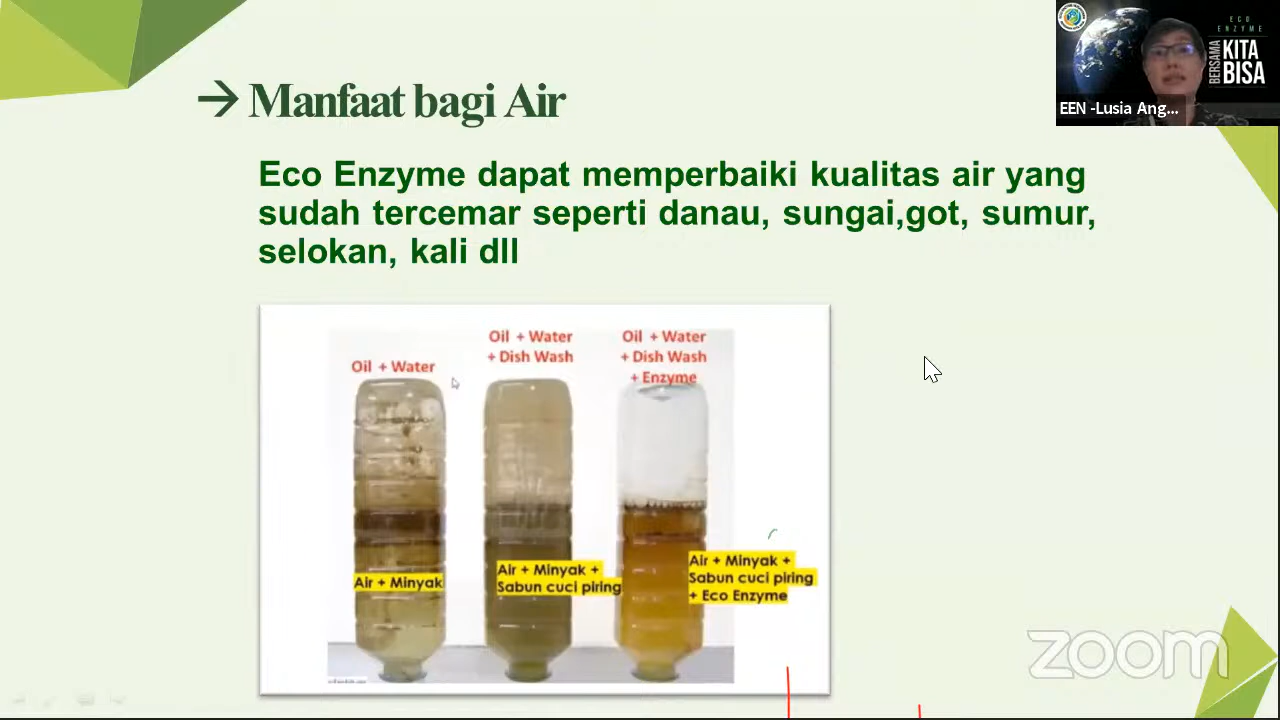 → Manfaat bagi Air
Eco Enzyme dapat memperbaiki kualitas air yang
sudah tercemar seperti danau, sungai,got, sumur,
selokan, kali dll
Oil + Water
Oil + Water
+ Dish Wash
Oil + Water
+ Dish Wash
+ Enzyme
Air + Minyak
Air + Minyak +
Sabun cuci piring
Air + Minyak +
Sabun cuci piring
+ Eco Enzyme
ECO
ENZYME
BERSAMA
KITA
BISA
EEN -Lusia Ang...
zoom